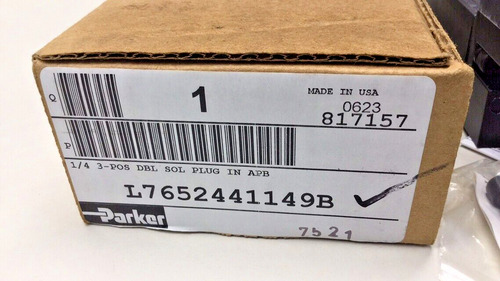 Q
1
MADE IN USA
0623
817157
P
1/4 3-POS DBL SOL PLUG IN APB
L7652441149B
Parker
7521